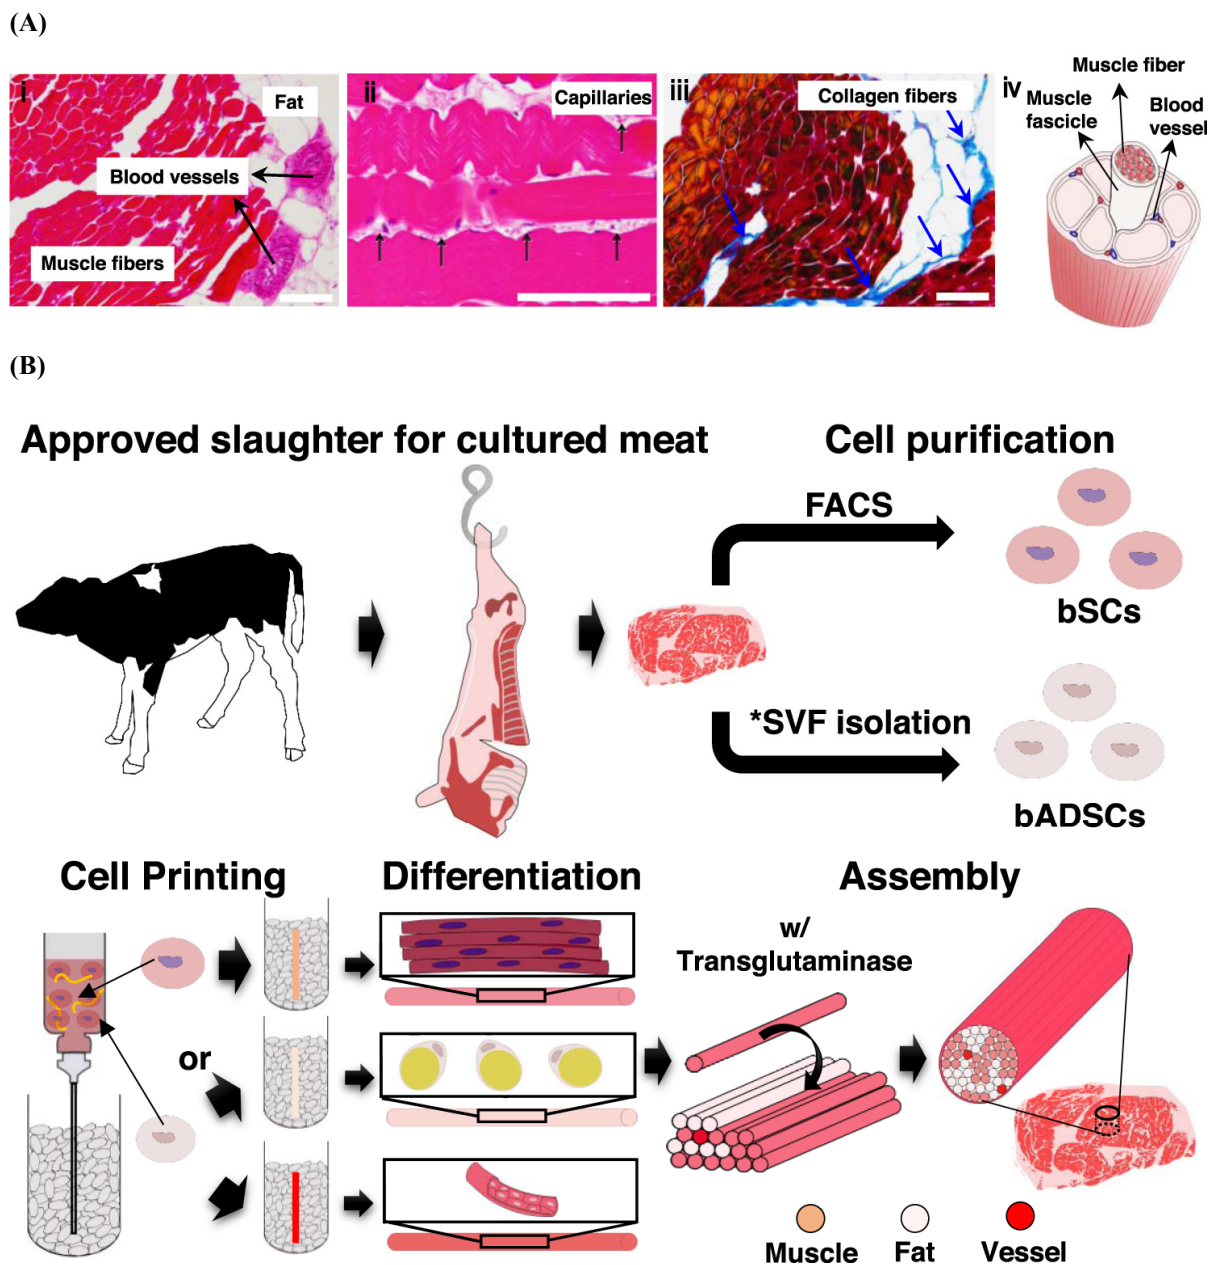 (A)
i
Fat
Blood vessels
Muscle fibers
ii
Capillaries
iii
Collagen fibers
iv
Muscle fiber
Muscle
fascicle
Blood
vessel
(B)
Approved slaughter for cultured meat
Cell purification
FACS
bSCs
*SVF isolation
bADSCs
Cell Printing
Differentiation
Assembly
or
w/
Transglutaminase
Muscle
Fat
Vessel